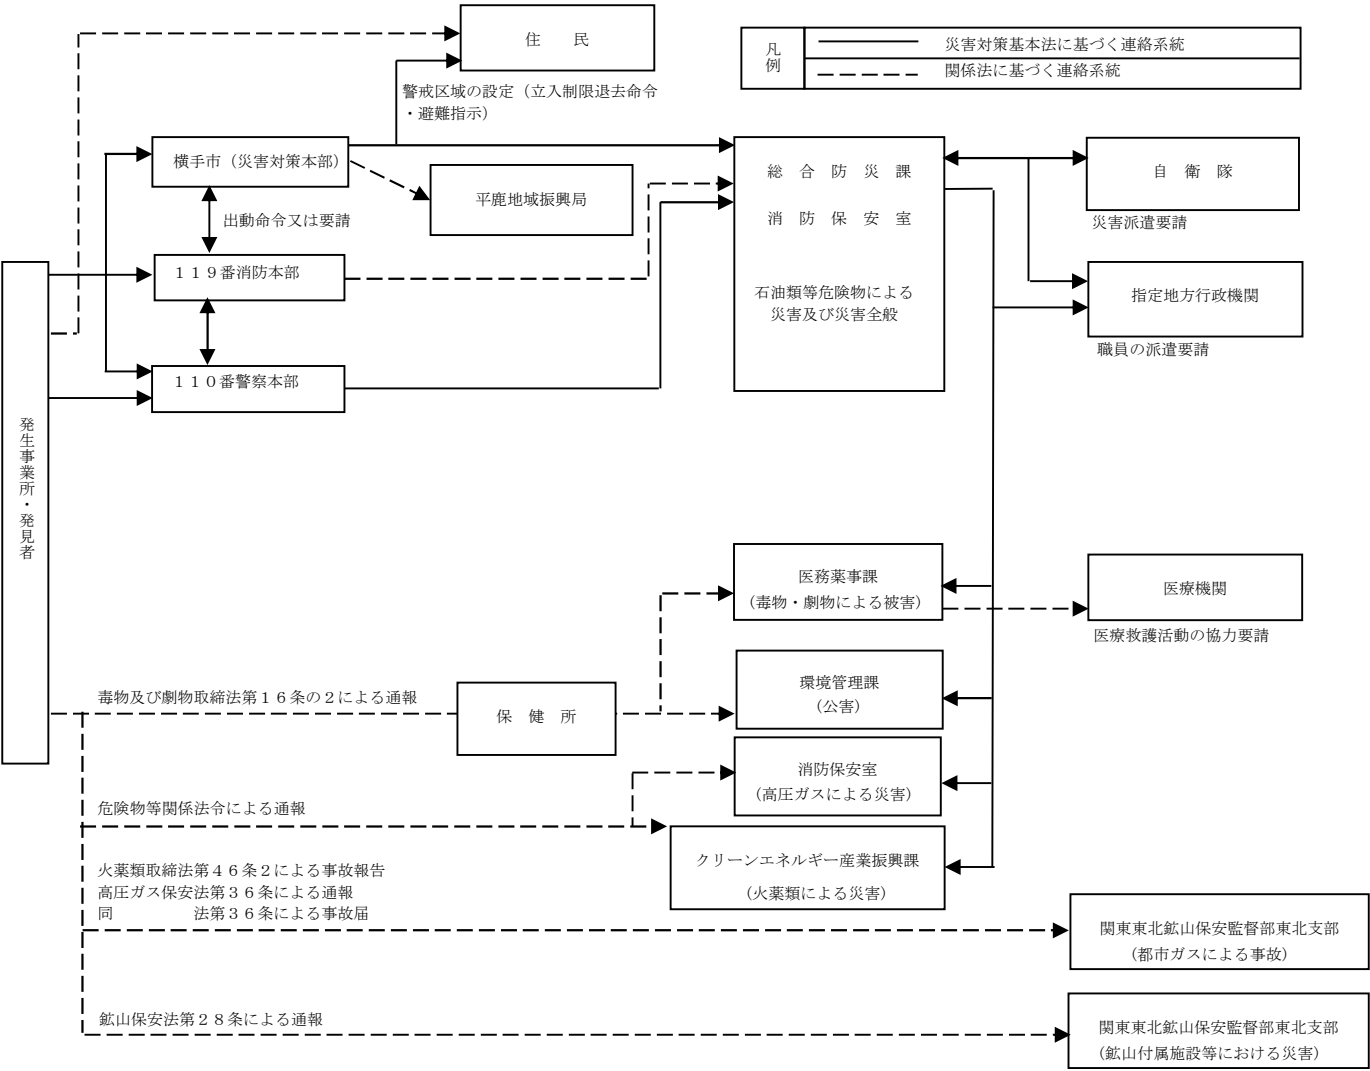 住　　民
凡例
災害対策基本法に基づく連絡系統
関係法に基づく連絡系統
警戒区域の設定（立入制限退去命令
・避難指示）
横手市（災害対策本部）
平鹿地域振興局
出動命令又は要請
１１９番消防本部
１１０番警察本部
総　合　防　災　課
消　防　保　安　室
石油類等危険物による
災害及び災害全般
自　衛　隊
災害派遣要請
指定地方行政機関
職員の派遣要請
発生事業所・発見者
医務薬事課
（毒物・劇物による被害）
医療機関
医療救護活動の協力要請
毒物及び劇物取締法第１６条の２による通報
保　健　所
環境管理課
（公害）
消防保安室
（高圧ガスによる災害）
危険物等関係法令による通報
クリーンエネルギー産業振興課
（火薬類による災害）
火薬類取締法第４６条２による事故報告
高圧ガス保安法第３６条による通報
同　　　　　法第３６条による事故届
関東東北鉱山保安監督部東北支部
（都市ガスによる事故）
鉱山保安法第２８条による通報
関東東北鉱山保安監督部東北支部
（鉱山付属施設等における災害）